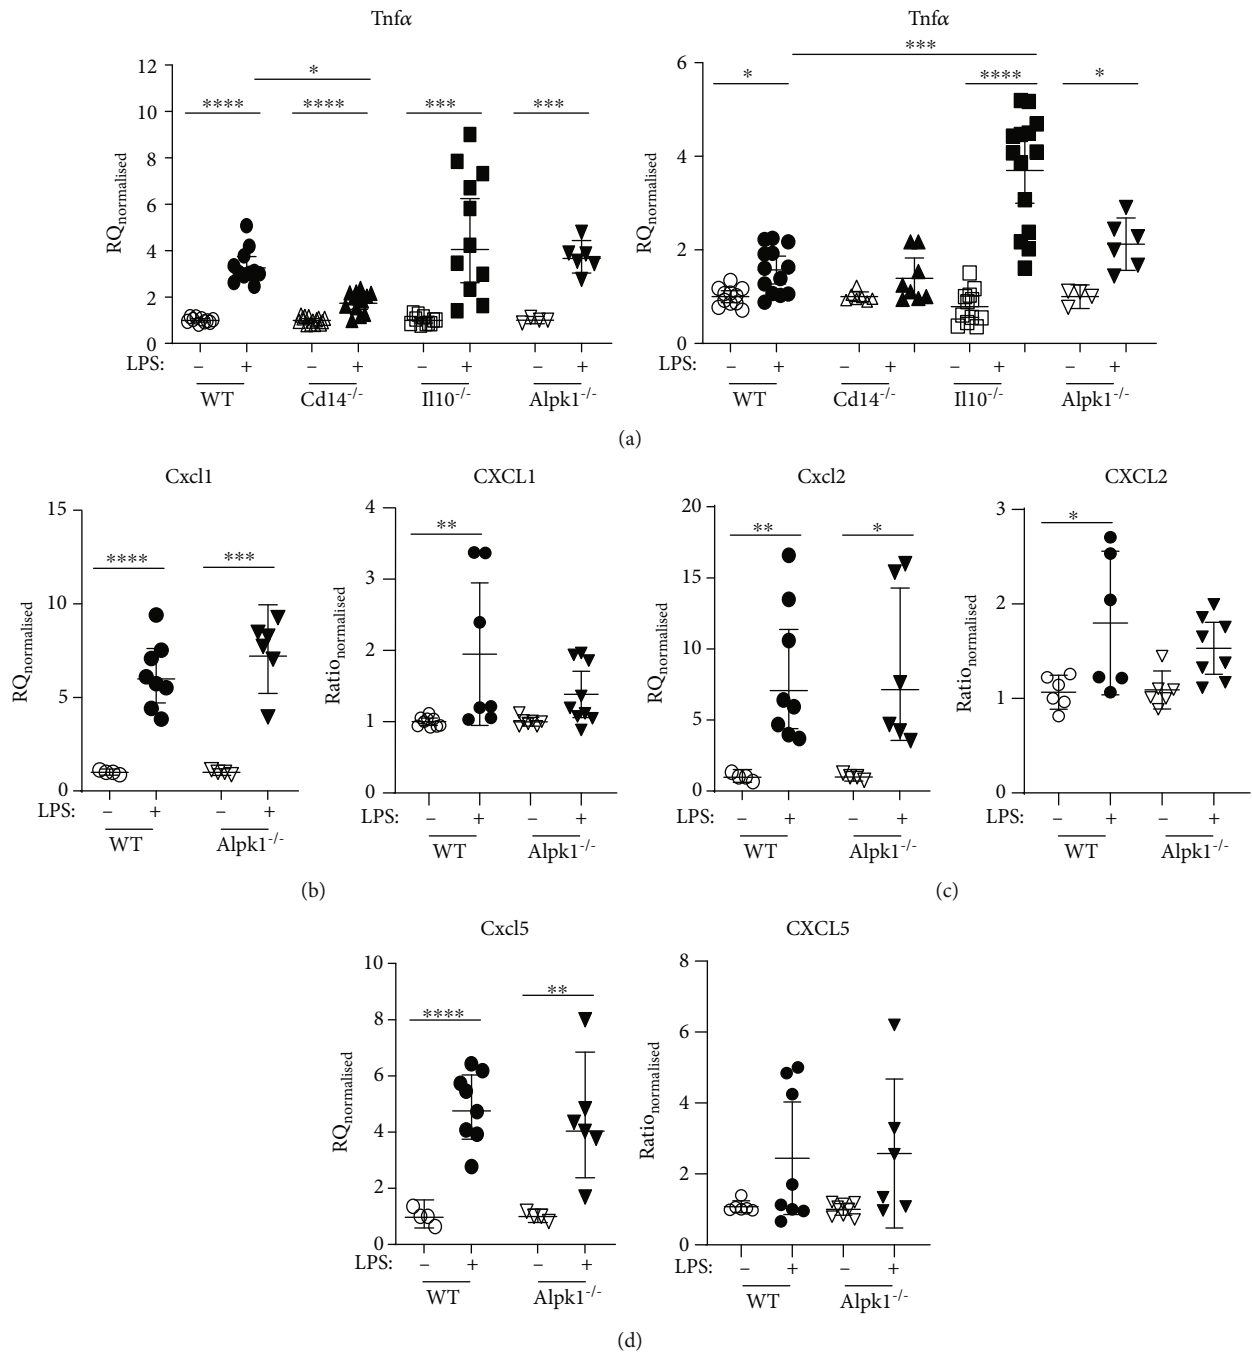 Tnfα
RQnormalised
12
10
8
6
4
2
0
****
****
*
***
***
LPS: – + – + – + – +
WT Cd14-/- Il10-/- Alpk1-/-
Tnfα
RQnormalised
6
4
2
0
*
***
****
*
– + – + – + – +
WT Cd14-/- Il10-/- Alpk1-/-
(a)
Cxcl1
RQnormalised
15
10
5
0
****
***
LPS: – + – +
WT Alpk1-/-
CXCL1
Rationormalised
4
3
2
1
0
**
LPS: – + – +
WT Alpk1-/-
(b)
Cxcl2
RQnormalised
20
15
10
5
0
**
*
LPS: – + – +
WT Alpk1-/-
CXCL2
Rationormalised
3
2
1
0
*
LPS: – + – +
WT Alpk1-/-
(c)
Cxcl5
RQnormalised
10
8
6
4
2
0
****
**
LPS: – + – +
WT Alpk1-/-
CXCL5
Rationormalised
8
6
4
2
0
LPS: – + – +
WT Alpk1-/-
(d)